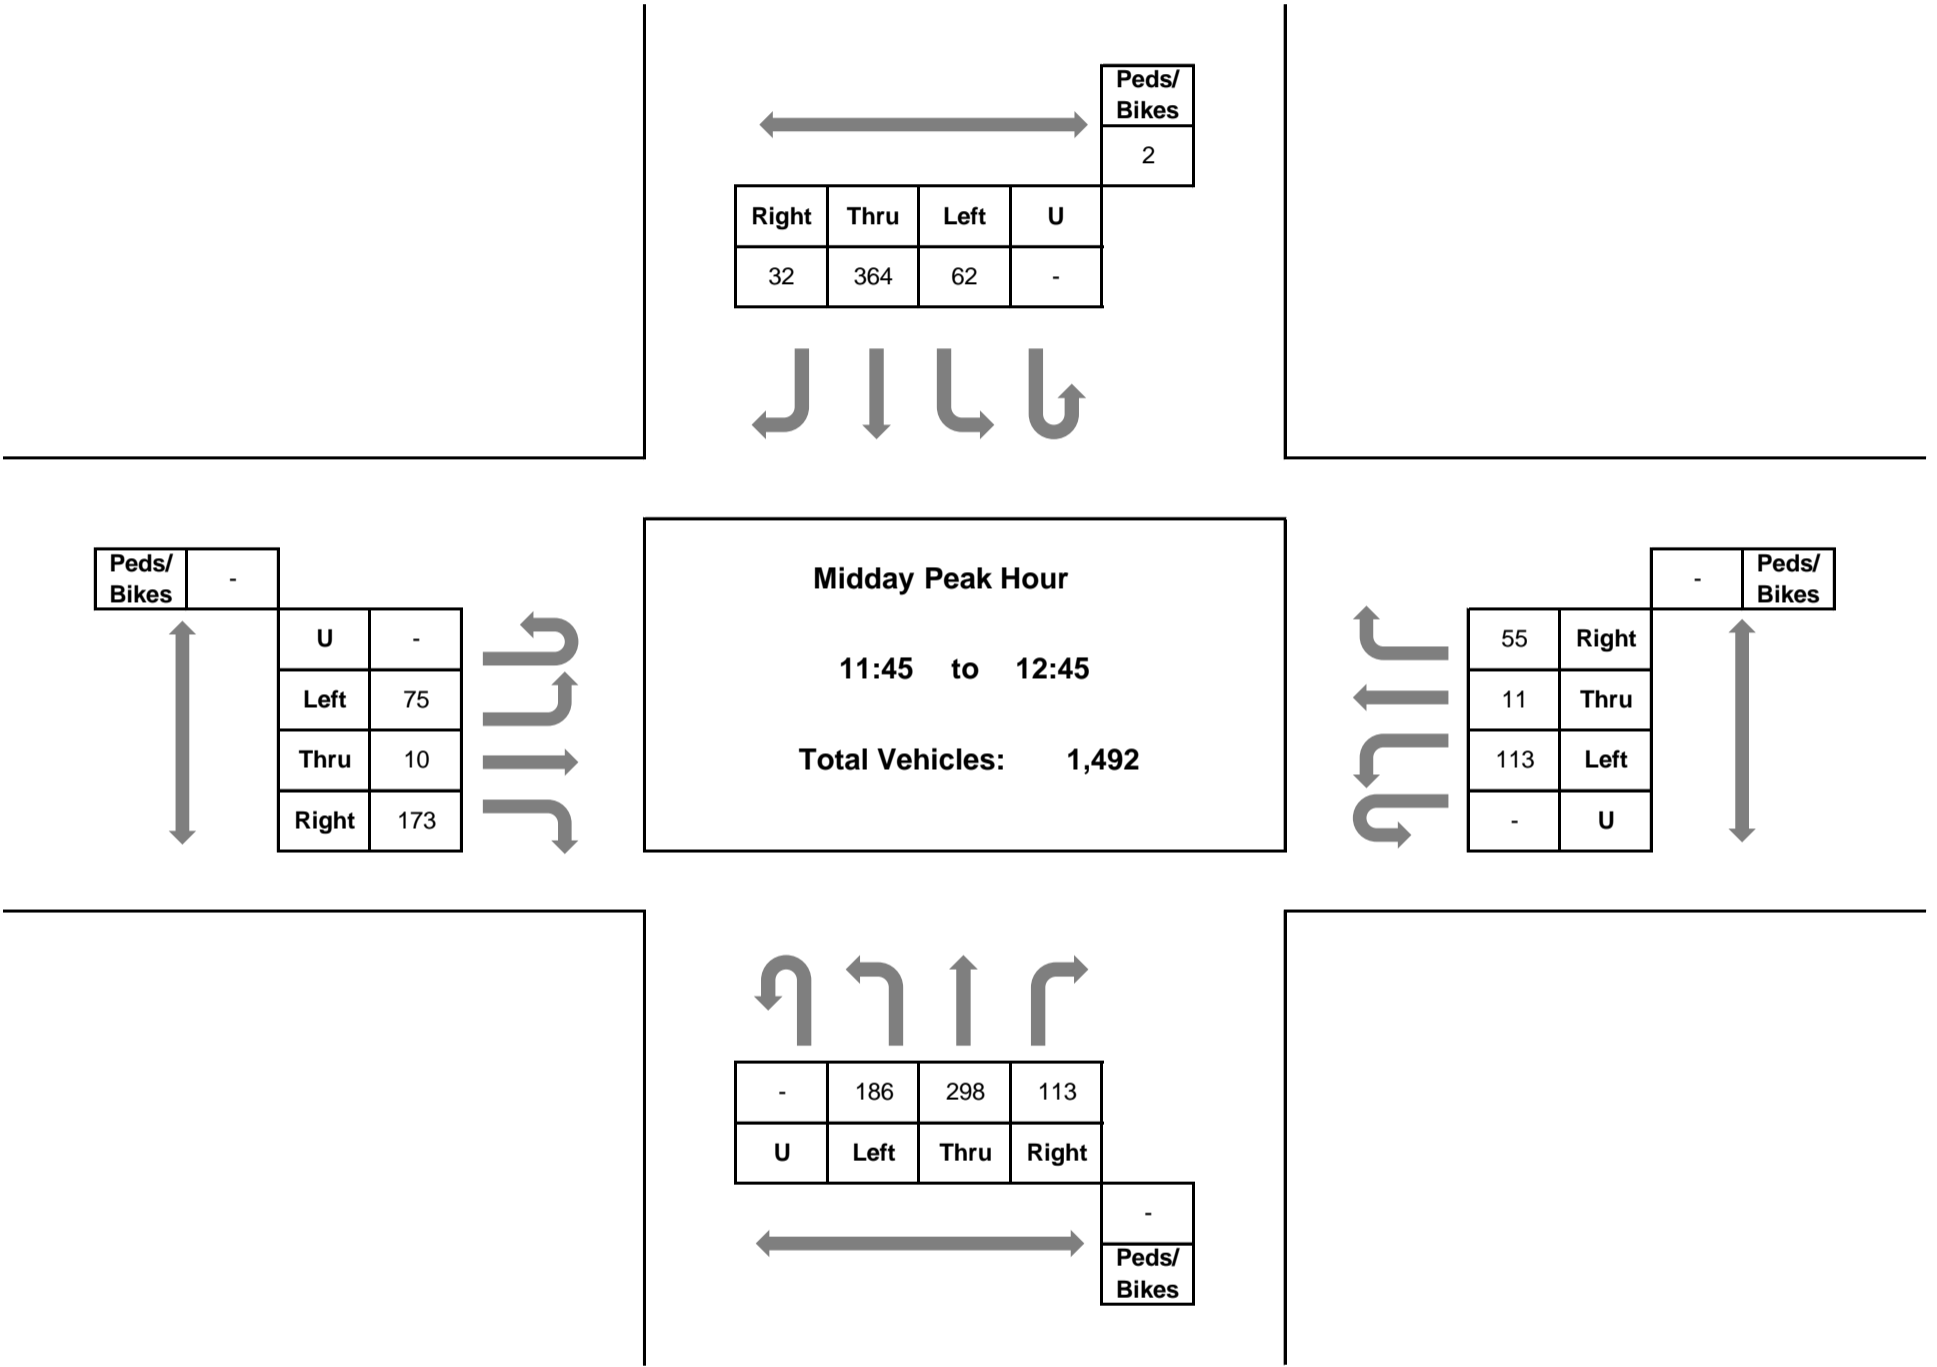 Peds/
Bikes
2
Right Thru Left U
32 364 62 -
Peds/
Bikes -
U -
Left 75
Thru 10
Right 173
Midday Peak Hour
11:45 to 12:45
Total Vehicles: 1,492
- Peds/
Bikes
55 Right
11 Thru
113 Left
- U
- 186 298 113
U Left Thru Right
-
Peds/
Bikes